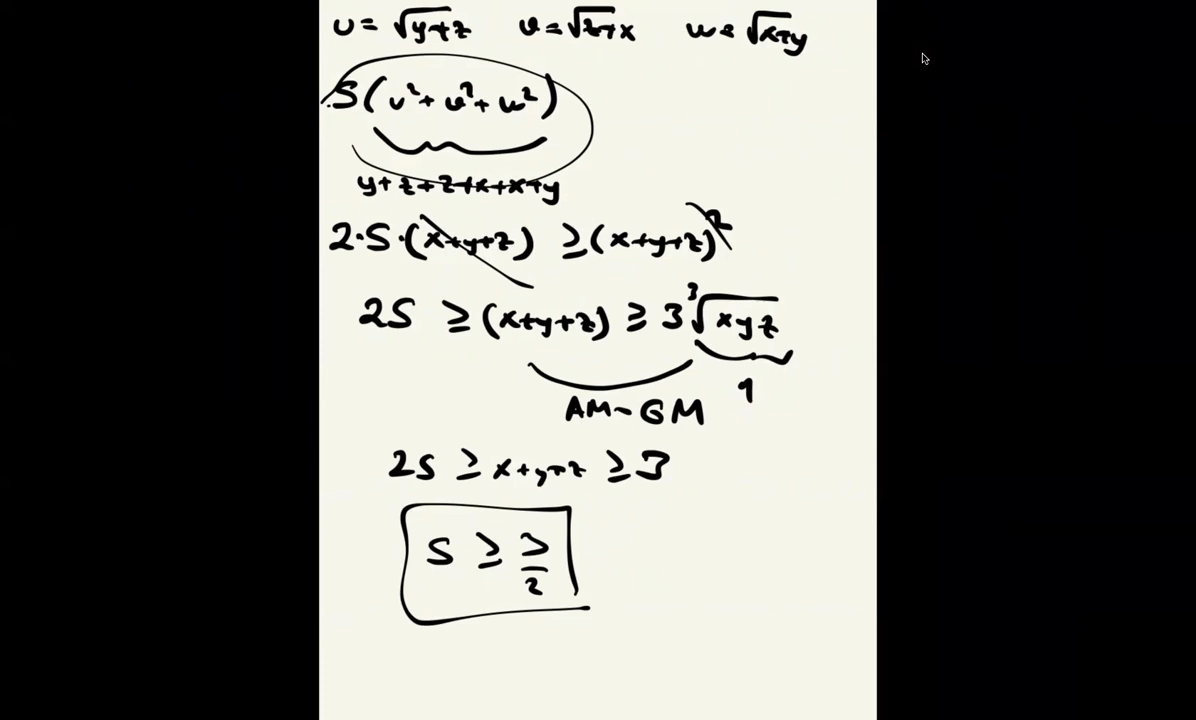 u = √(y+z) v = √(z+x) w = √(x+y)
S(u² + v² + w²)
y+z+z+x+x+y
2·S·(x+y+z) ≥ (x+y+z)²
2S ≥ (x+y+z) ≥ 3∛(xyz)
1
AM-GM
2S ≥ x+y+z ≥ 3
S ≥ 3/2